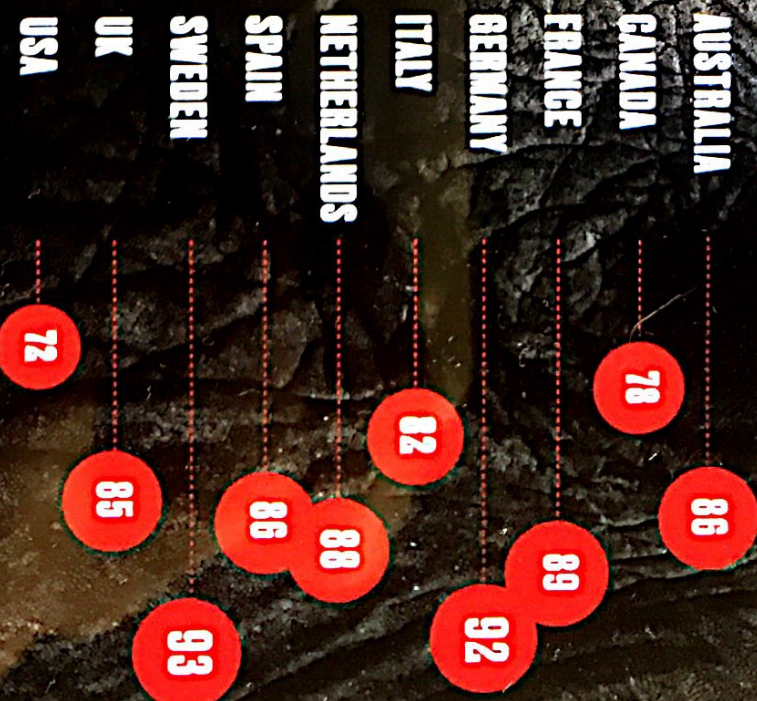 AUSTRALIA 86
CANADA 78
FRANCE 89
GERMANY 92
ITALY 82
NETHERLANDS 88
SPAIN 86
SWEDEN 93
UK 85
USA 72